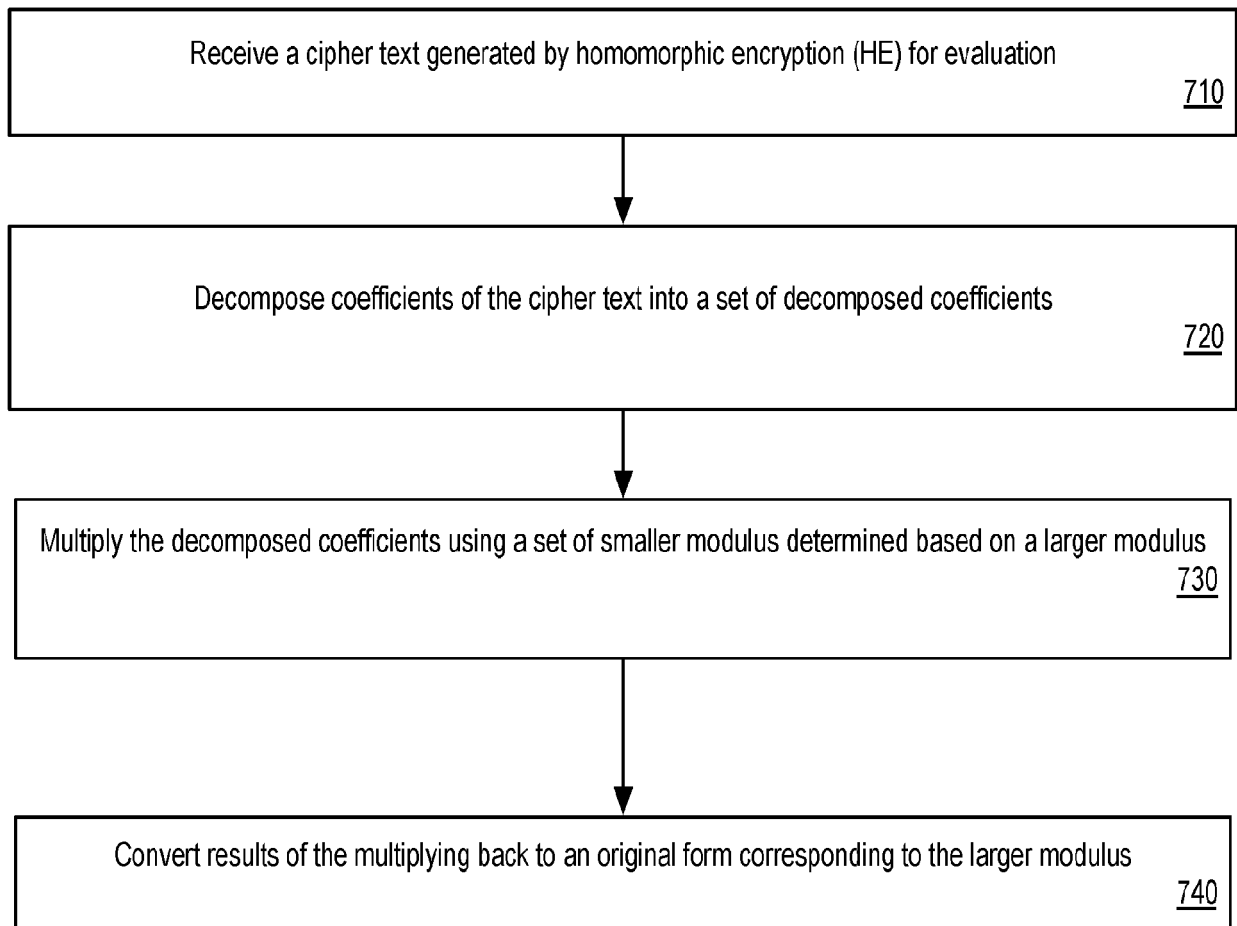 Receive a cipher text generated by homomorphic encryption (HE) for evaluation
710
Decompose coefficients of the cipher text into a set of decomposed coefficients
720
Multiply the decomposed coefficients using a set of smaller modulus determined based on a larger modulus
730
Convert results of the multiplying back to an original form corresponding to the larger modulus
740